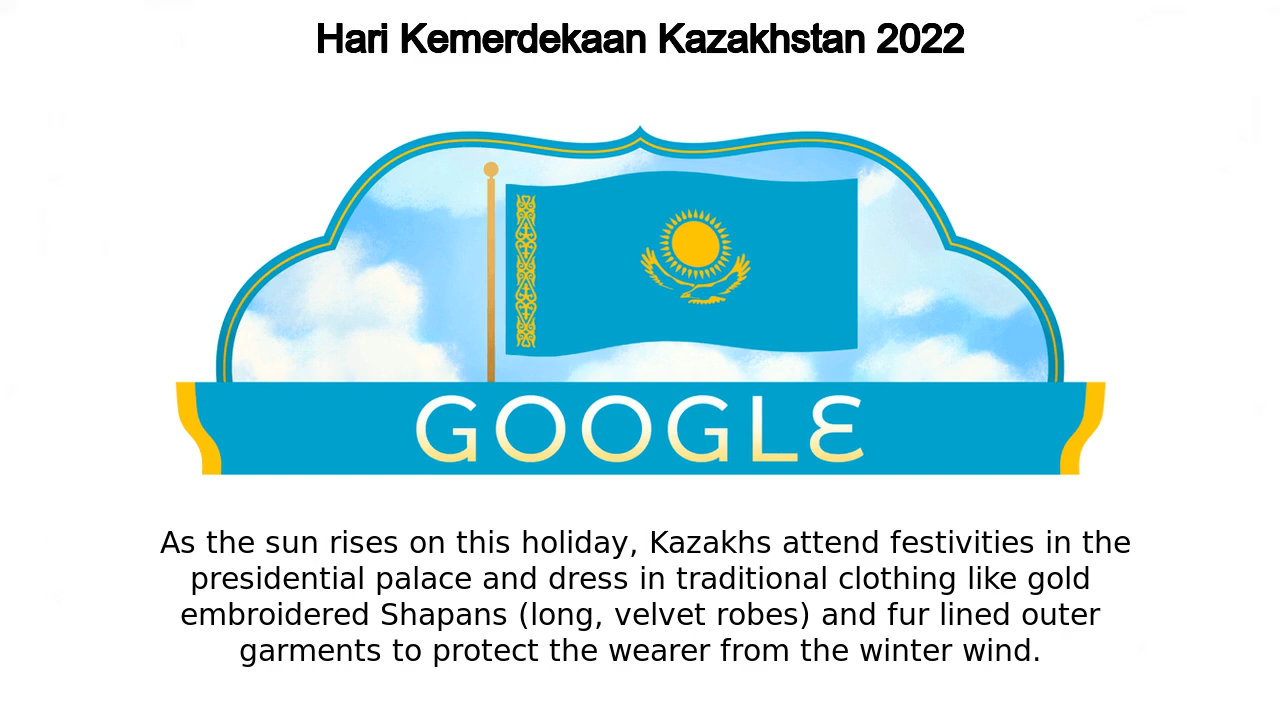 Hari Kemerdekaan Kazakhstan 2022
GOOGLE
As the sun rises on this holiday, Kazakhs attend festivities in the
presidential palace and dress in traditional clothing like gold
embroidered Shapans (long, velvet robes) and fur lined outer
garments to protect the wearer from the winter wind.